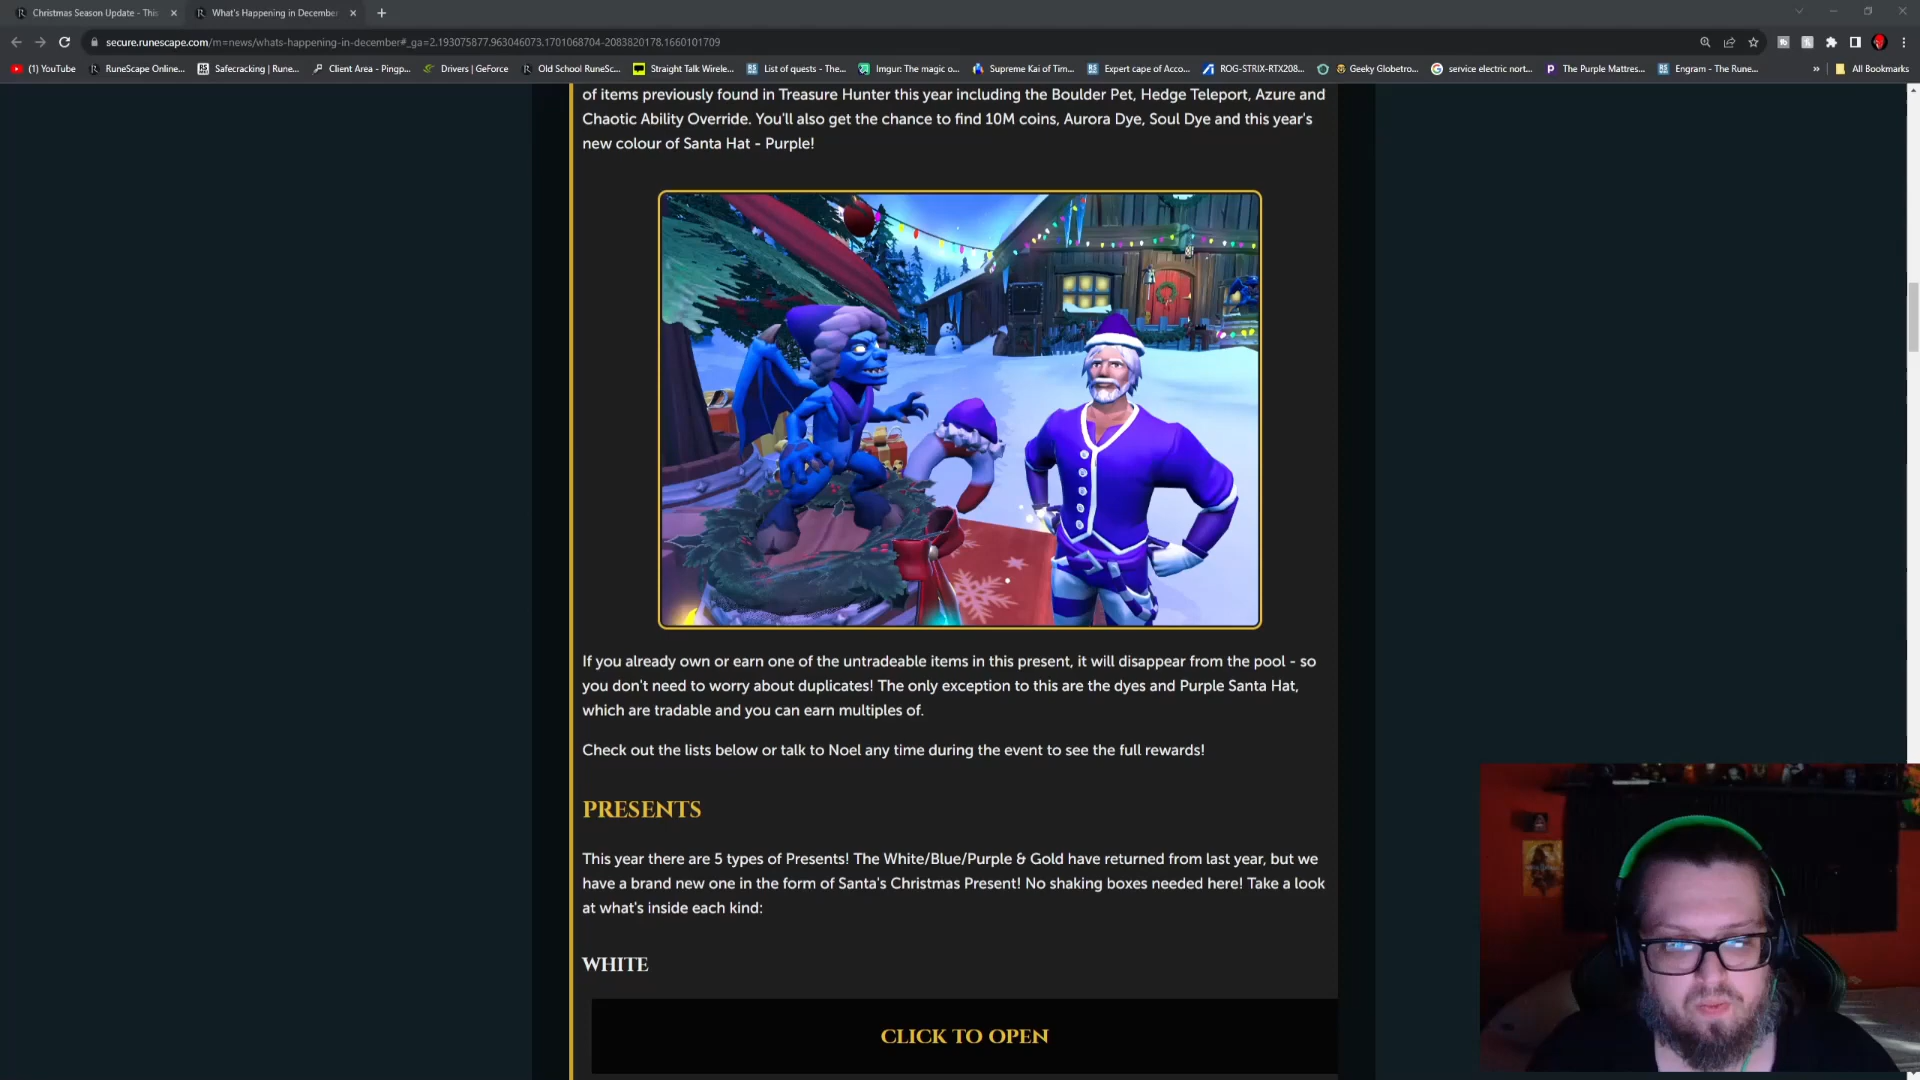 Christmas Season Update - This
What's Happening in December
secure.runescape.com/m=news/whats-happening-in-december#_ga=2.193075877.963046073.1701068704-2083820178.1660101709
(1) YouTube
RuneScape Online...
Safecracking | Rune...
Client Area - Pingp...
Drivers | GeForce
Old School RuneSc...
Straight Talk Wirele...
List of quests - The...
Imgur: The magic o...
Supreme Kai of Tim...
Expert cape of Acco...
ROG-STRIX-RTX208...
Geeky Globetro...
service electric nort...
The Purple Mattres...
Engram - The Rune...
»
All Bookmarks
of items previously found in Treasure Hunter this year including the Boulder Pet, Hedge Teleport, Azure and
Chaotic Ability Override. You'll also get the chance to find 10M coins, Aurora Dye, Soul Dye and this year's
new colour of Santa Hat - Purple!
If you already own or earn one of the untradeable items in this present, it will disappear from the pool - so
you don't need to worry about duplicates! The only exception to this are the dyes and Purple Santa Hat,
which are tradable and you can earn multiples of.
Check out the lists below or talk to Noel any time during the event to see the full rewards!
PRESENTS
This year there are 5 types of Presents! The White/Blue/Purple & Gold have returned from last year, but we
have a brand new one in the form of Santa's Christmas Present! No shaking boxes needed here! Take a look
at what's inside each kind:
WHITE
CLICK TO OPEN